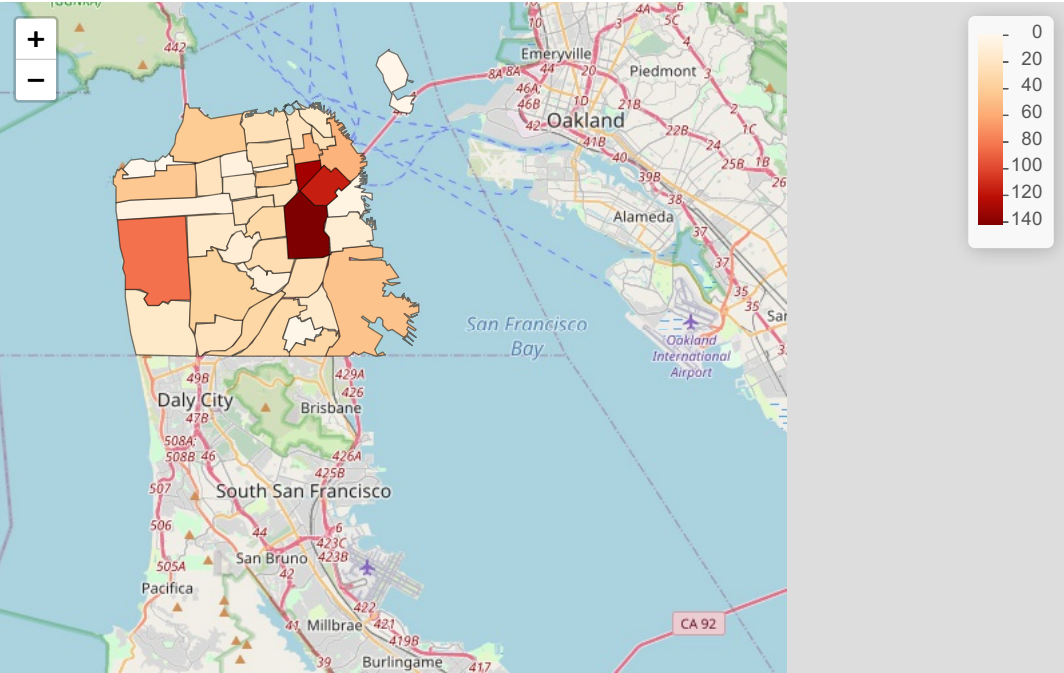 +
−
442
10
3
4A
6
5C
4
Emeryville
8A
8A
44
20
Piedmont
3
46A;
46B
1D
21B
2
42
Oakland
22B
1C
41B
24
40
25B
1B
39B
26
38
Alameda
37
37
35
35
San Francisco
Bay
Oakland
International
Airport
49B
429A
426
Daly City
Brisbane
47B
508A;
508B
46
426A
425B
507
South San Francisco
506
44
6
423C
423B
San Bruno
505A
42
Pacifica
422
421
41
Millbrae
419B
39
Burlingame
417
CA 92
0
20
40
60
80
100
120
140